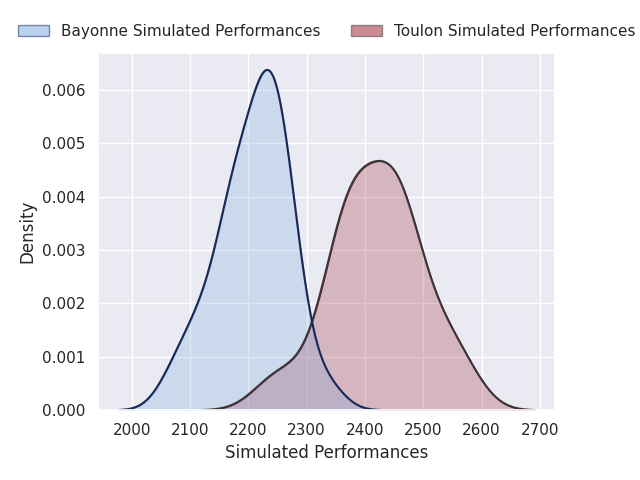 Bayonne Simulated Performances Toulon Simulated Performances
0.006
0.005
0.004
0.003
0.002
0.001
0.000
Density
2000 2100 2200 2300 2400 2500 2600 2700
Simulated Performances